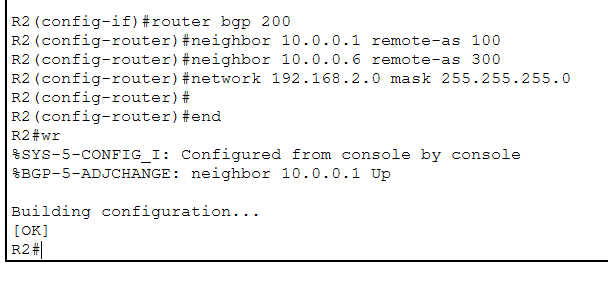 R2(config-if)#router bgp 200
R2(config-router)#neighbor 10.0.0.1 remote-as 100
R2(config-router)#neighbor 10.0.0.6 remote-as 300
R2(config-router)#network 192.168.2.0 mask 255.255.255.0
R2(config-router)#
R2(config-router)#end
R2#wr
%SYS-5-CONFIG_I: Configured from console by console
%BGP-5-ADJCHANGE: neighbor 10.0.0.1 Up
Building configuration...
[OK]
R2#